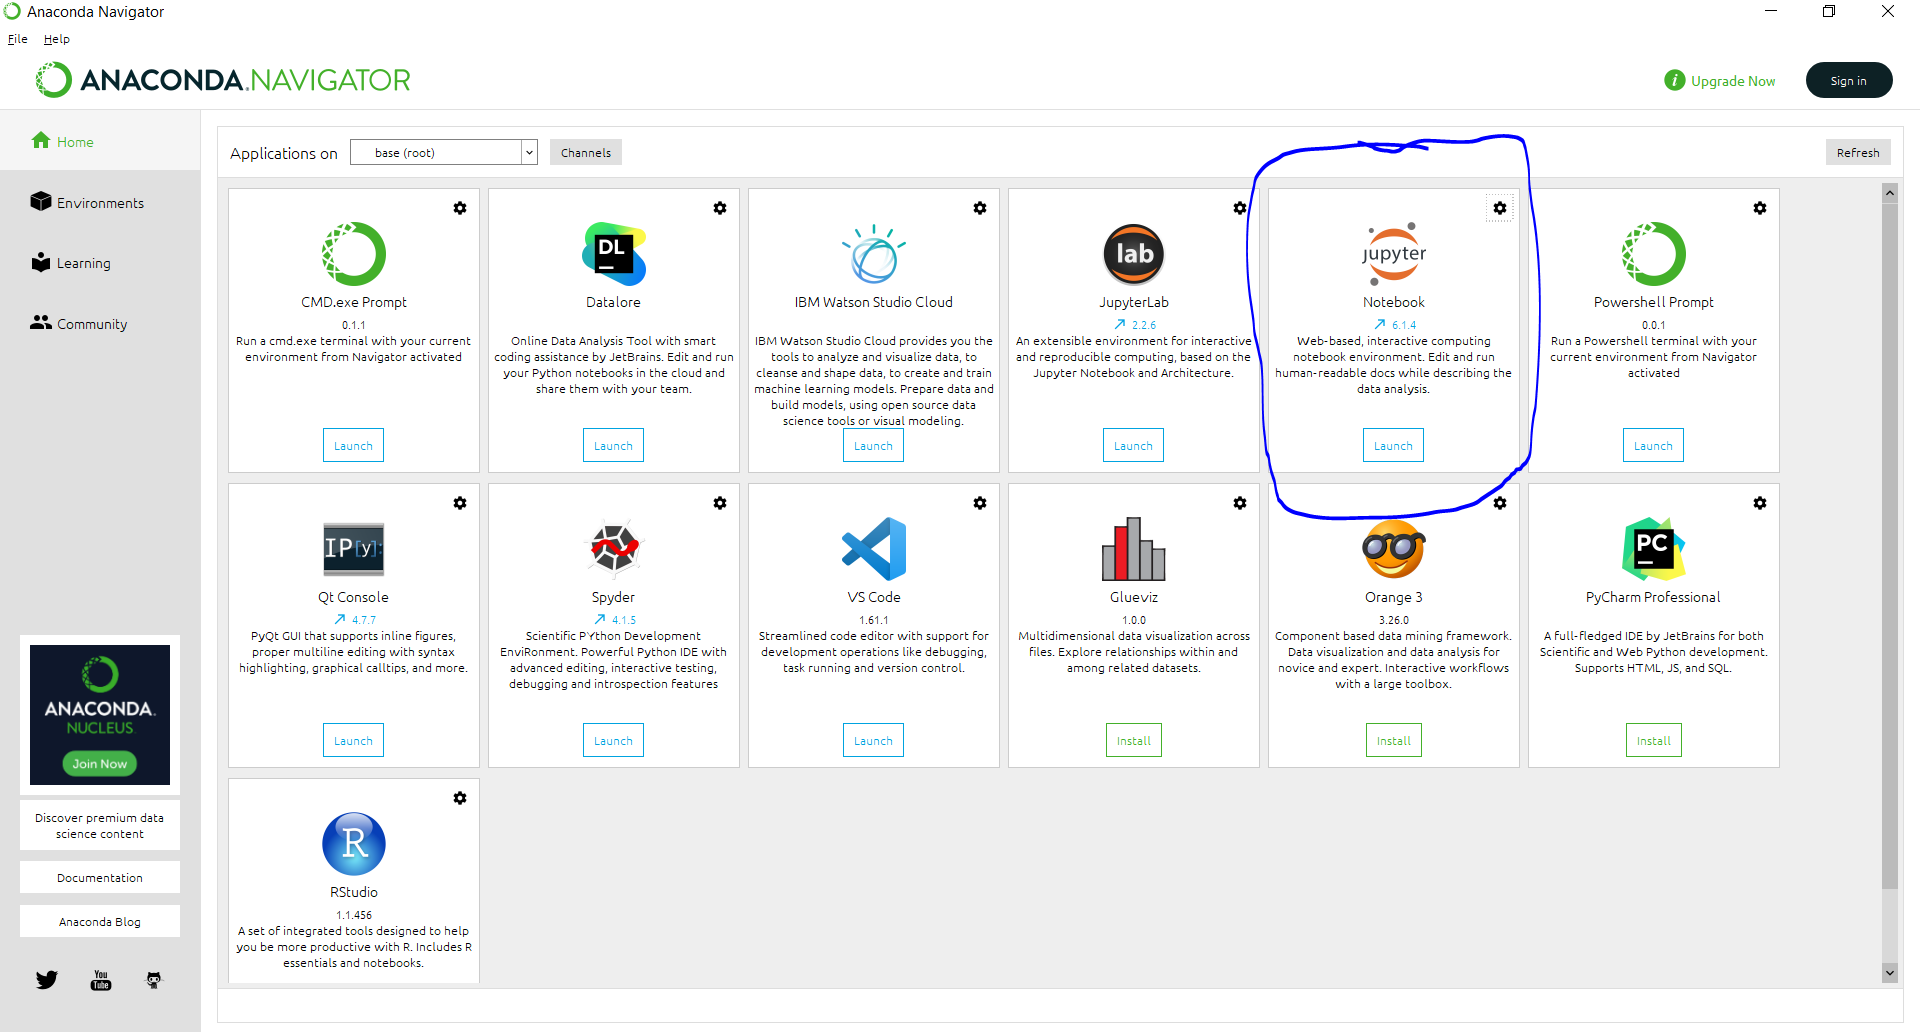 Anaconda Navigator
File Help
ANACONDA.NAVIGATOR
Upgrade Now
Sign in
Home
Environments
Learning
Community
ANACONDA.
NUCLEUS
Join Now
Discover premium data
science content
Documentation
Anaconda Blog
You
Tube
Applications on
base (root)
Channels
Refresh
CMD.exe Prompt
0.1.1
Run a cmd.exe terminal with your current
environment from Navigator activated
Launch
DL
Datalore
Online Data Analysis Tool with smart
coding assistance by JetBrains. Edit and run
your Python notebooks in the cloud and
share them with your team.
Launch
IBM Watson Studio Cloud
IBM Watson Studio Cloud provides you the
tools to analyze and visualize data, to
cleanse and shape data, to create and train
machine learning models. Prepare data and
build models, using open source data
science tools or visual modeling.
Launch
lab
JupyterLab
2.2.6
An extensible environment for interactive
and reproducible computing, based on the
Jupyter Notebook and Architecture.
Launch
jupyter
Notebook
6.1.4
Web-based, interactive computing
notebook environment. Edit and run
human-readable docs while describing the
data analysis.
Launch
Powershell Prompt
0.0.1
Run a Powershell terminal with your
current environment from Navigator
activated
Launch
IP[y]:
Qt Console
4.7.7
PyQt GUI that supports inline figures,
proper multiline editing with syntax
highlighting, graphical calltips, and more.
Launch
Spyder
4.1.5
Scientific PYthon Development
EnviRonment. Powerful Python IDE with
advanced editing, interactive testing,
debugging and introspection features
Launch
VS Code
1.61.1
Streamlined code editor with support for
development operations like debugging,
task running and version control.
Launch
Glueviz
1.0.0
Multidimensional data visualization across
files. Explore relationships within and
among related datasets.
Install
Orange 3
3.26.0
Component based data mining framework.
Data visualization and data analysis for
novice and expert. Interactive workflows
with a large toolbox.
Install
PC
PyCharm Professional
A full-fledged IDE by JetBrains for both
Scientific and Web Python development.
Supports HTML, JS, and SQL.
Install
R
RStudio
1.1.456
A set of integrated tools designed to help
you be more productive with R. Includes R
essentials and notebooks.